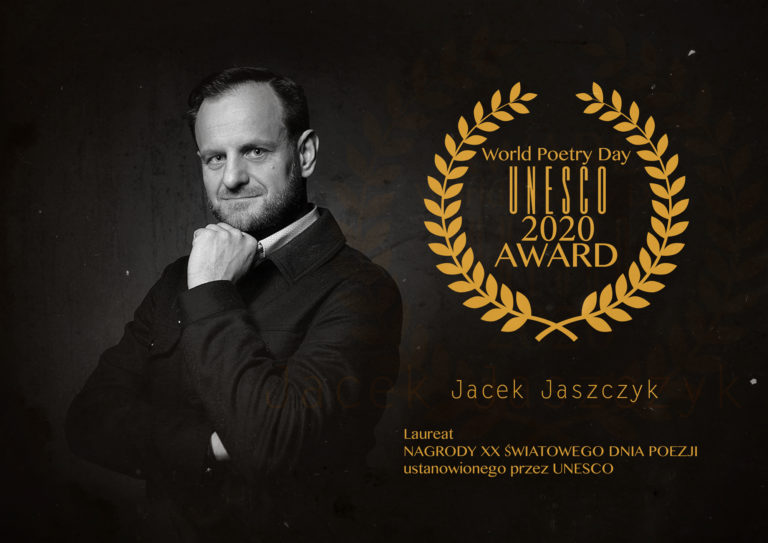 World Poetry Day
UNESCO
2020
AWARD
Jacek Jaszczyk
Laureat
NAGRODY XX ŚWIATOWEGO DNIA POEZJI
ustanowionego przez UNESCO